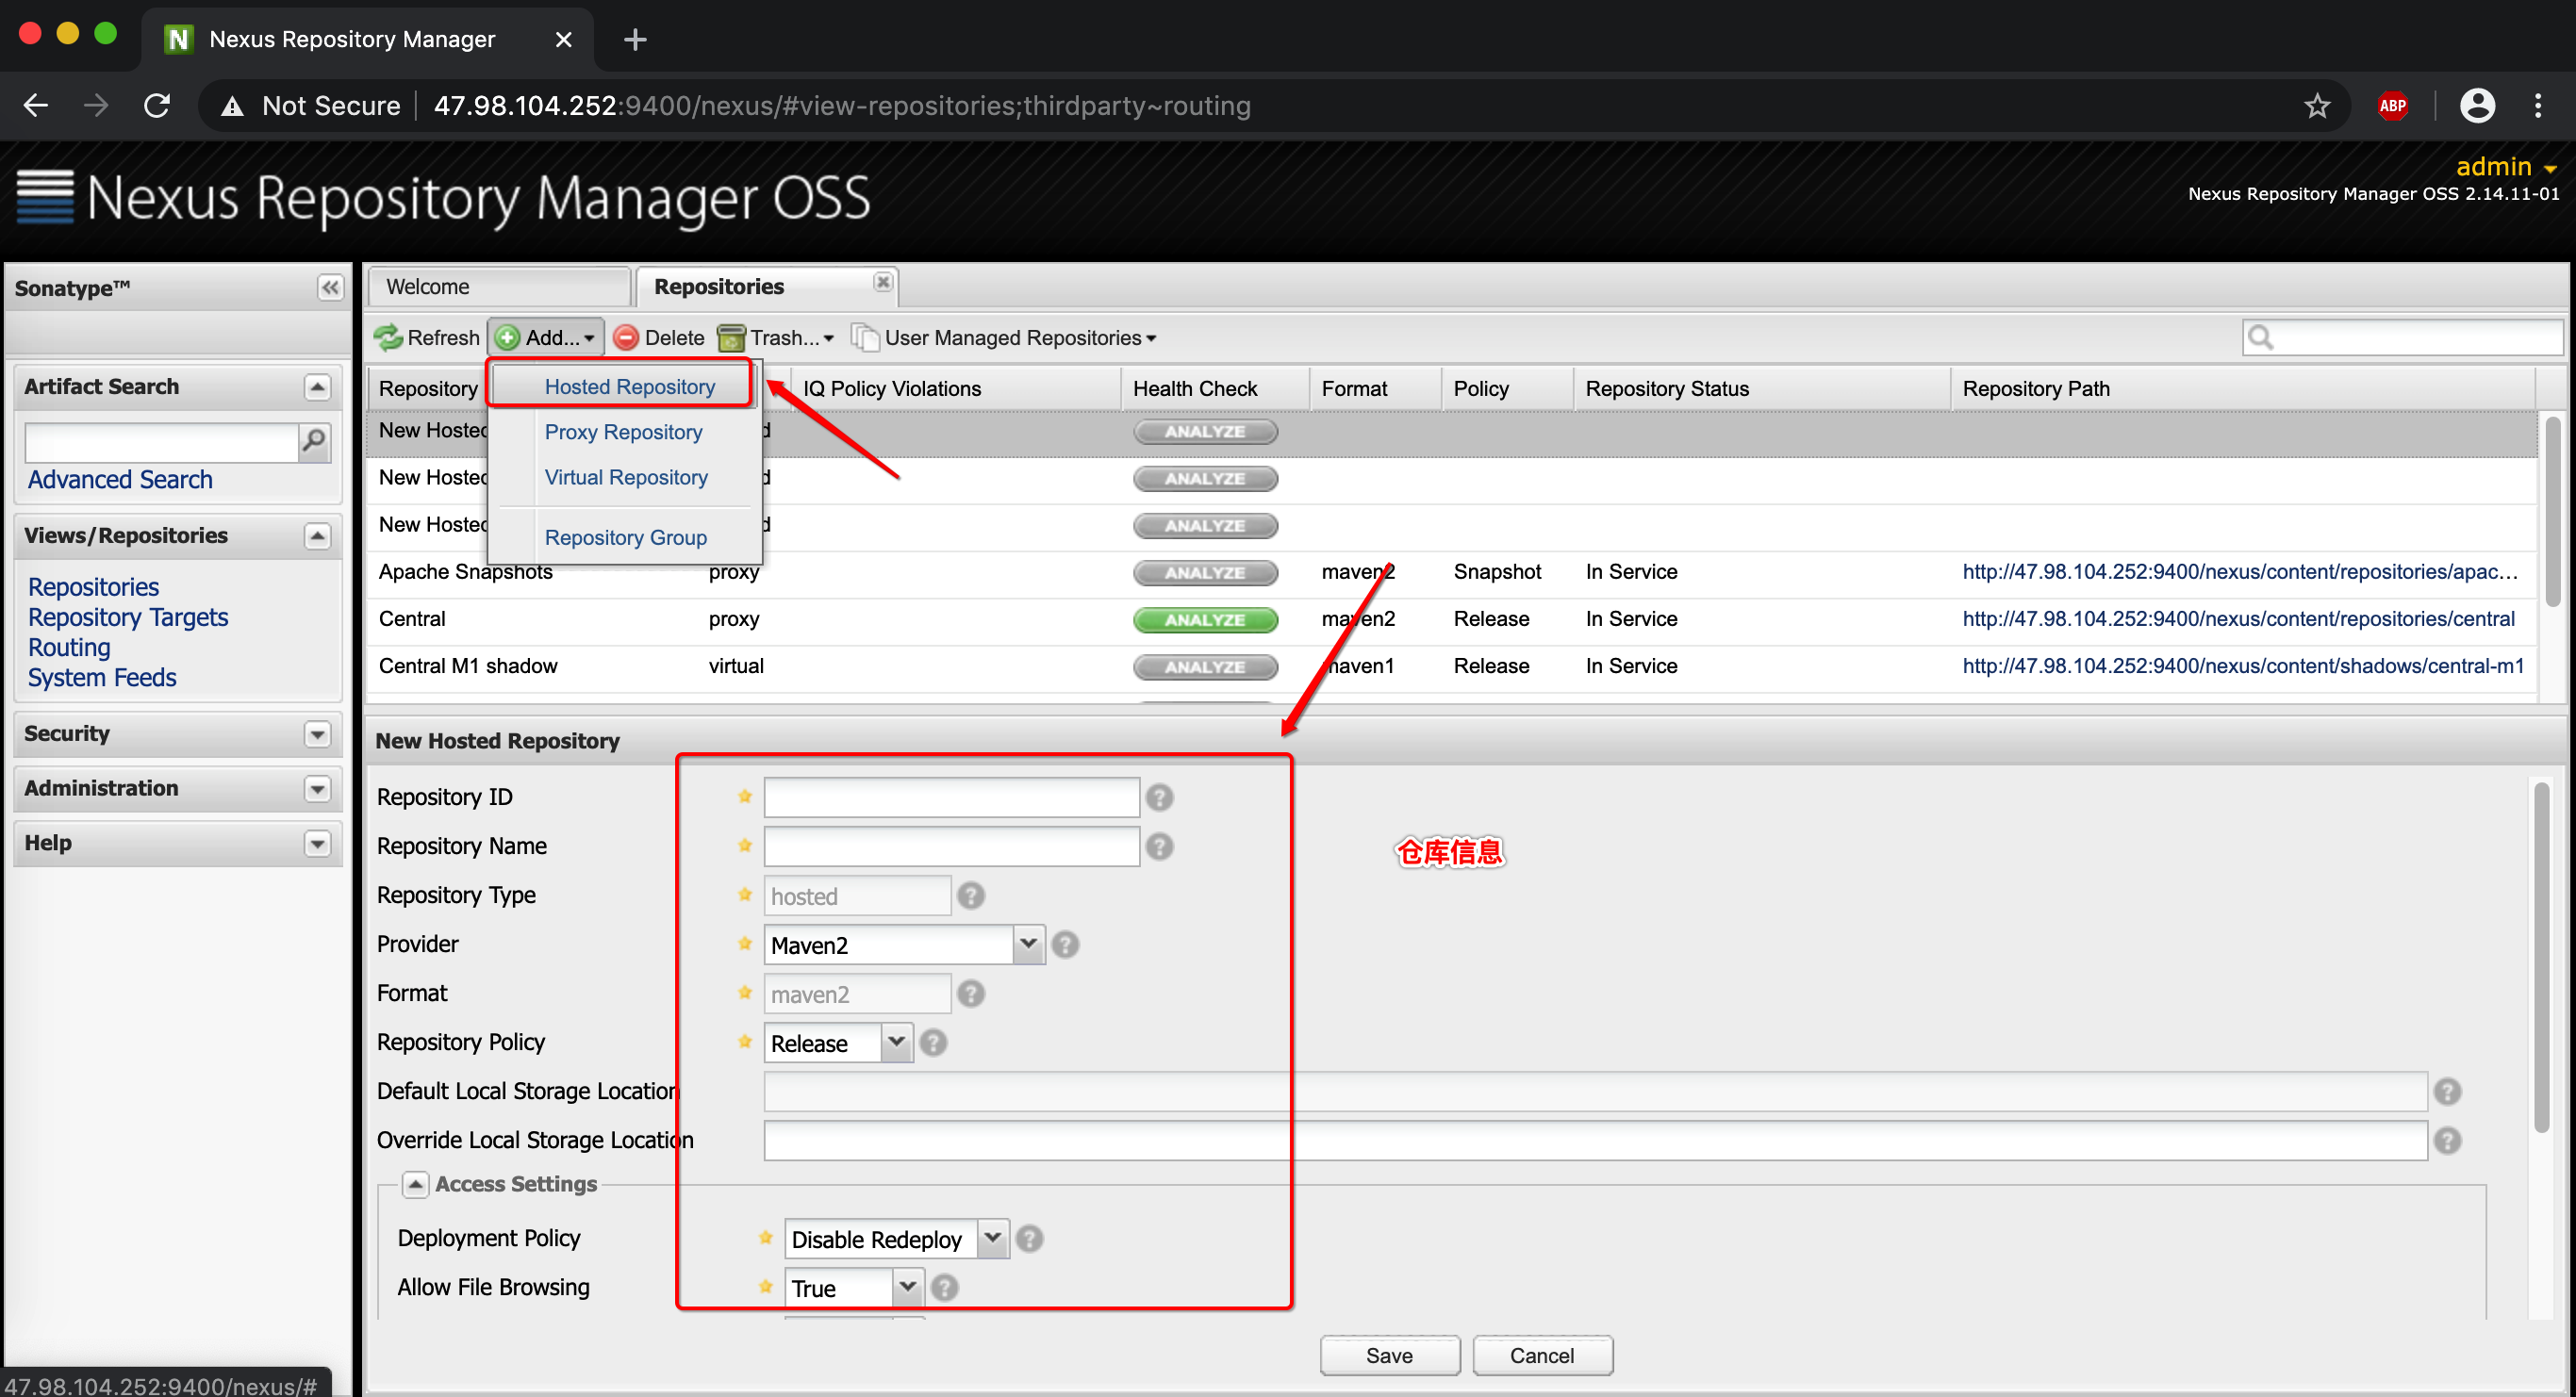 Nexus Repository Manager
Not Secure 47.98.104.252:9400/nexus/#view-repositories;thirdparty~routing
ABP
Nexus Repository Manager OSS
admin
Nexus Repository Manager OSS 2.14.11-01
Sonatype™
Artifact Search
Advanced Search
Views/Repositories
Repositories
Repository Targets
Routing
System Feeds
Security
Administration
Help
Welcome
Repositories
Refresh Add... Delete Trash... User Managed Repositories
Hosted Repository
Proxy Repository
Virtual Repository
Repository Group
Repository IQ Policy Violations Health Check Format Policy Repository Status Repository Path
New Hosted ANALYZE
New Hosted ANALYZE
New Hosted ANALYZE
Apache Snapshots proxy ANALYZE maven2 Snapshot In Service http://47.98.104.252:9400/nexus/content/repositories/apac...
Central proxy ANALYZE maven2 Release In Service http://47.98.104.252:9400/nexus/content/repositories/central
Central M1 shadow virtual ANALYZE maven1 Release In Service http://47.98.104.252:9400/nexus/content/shadows/central-m1
New Hosted Repository
Repository ID
Repository Name
仓库信息
Repository Type hosted
Provider Maven2
Format maven2
Repository Policy Release
Default Local Storage Location
Override Local Storage Location
Access Settings
Deployment Policy Disable Redeploy
Allow File Browsing True
Save Cancel
47.98.104.252:9400/nexus/#